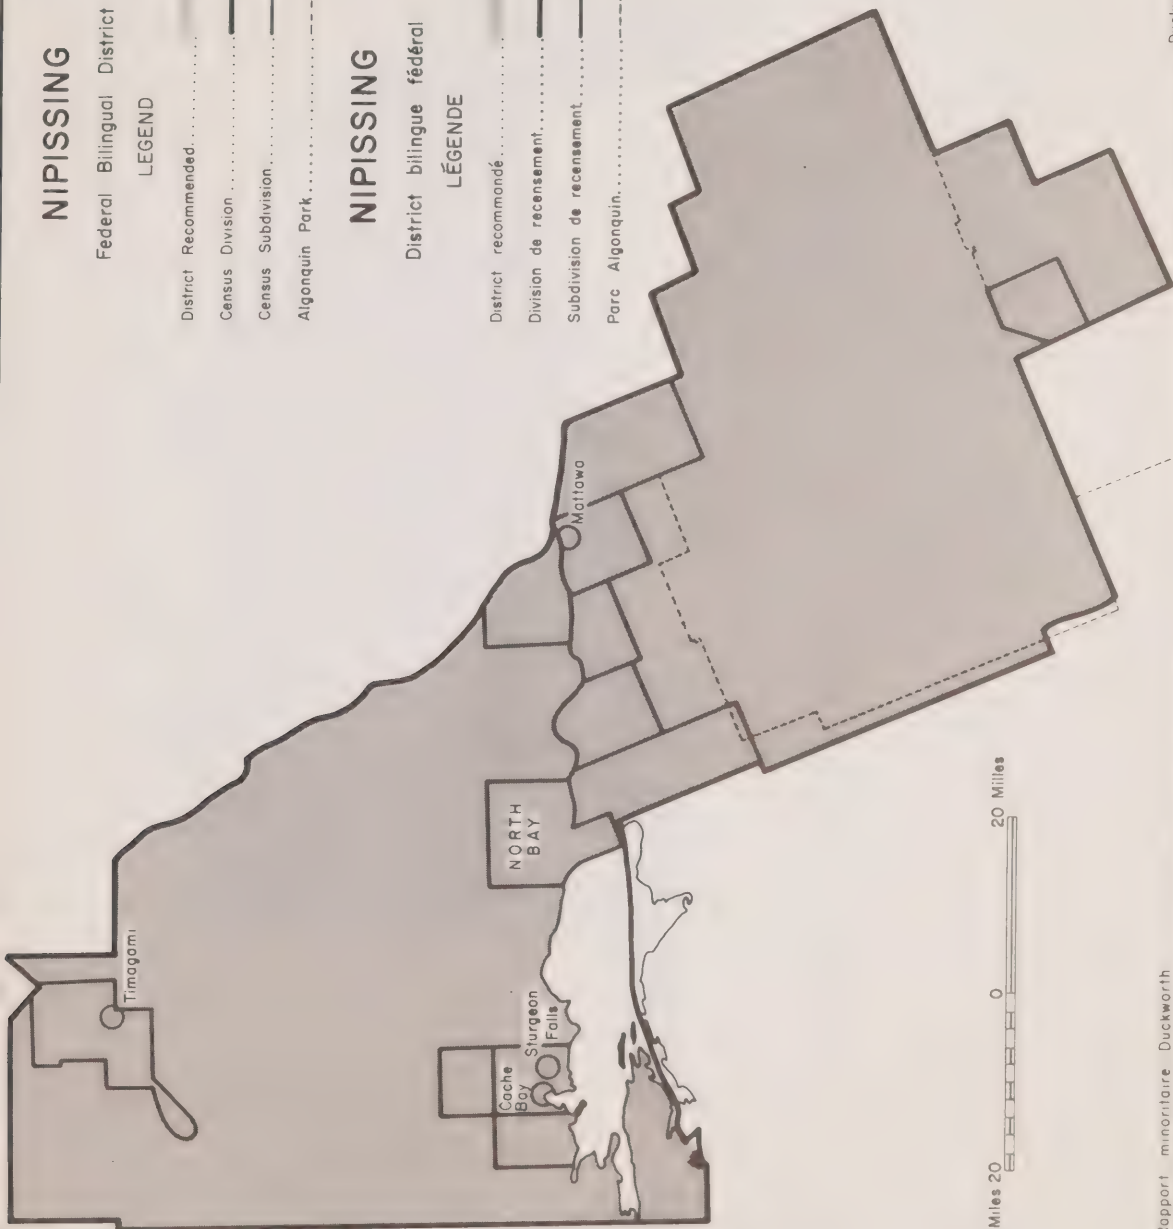 NIPISSING
Federal Bilingual District
LEGEND
District Recommended..........
Census Division..........
Census Subdivision..........
Algonquin Park..........
NIPISSING
District bilingue fédéral
LÉGENDE
District recommandé..........
Division de recensement..........
Subdivision de recensement..........
Parc Algonquin..........
Timagami
Mattawa
NORTH
BAY
Cache
Bay
Sturgeon
Falls
Miles 20 0 20 Milles
apport minoritaire Duckworth